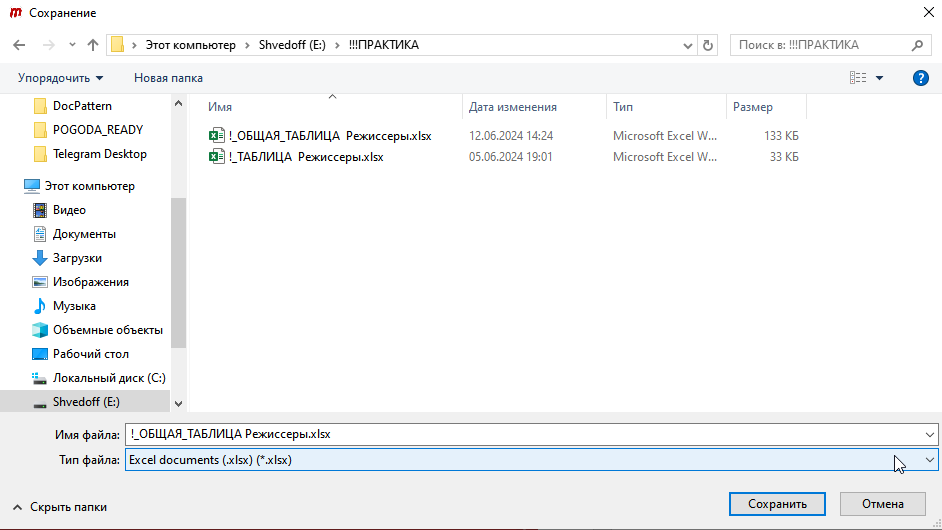 Сохранение
Этот компьютер › Shvedoff (E:) › !!!ПРАКТИКА
Поиск в: !!!ПРАКТИКА
Упорядочить
Новая папка
DocPattern
POGODA_READY
Telegram Desktop
Этот компьютер
Видео
Документы
Загрузки
Изображения
Музыка
Объемные объекты
Рабочий стол
Локальный диск (C:)
Shvedoff (E:)
Имя Дата изменения Тип Размер
!_ОБЩАЯ_ТАБЛИЦА  Режиссеры.xlsx 12.06.2024 14:24 Microsoft Excel W... 133 КБ
!_ТАБЛИЦА  Режиссеры.xlsx 05.06.2024 19:01 Microsoft Excel W... 33 КБ
Имя файла: !_ОБЩАЯ_ТАБЛИЦА Режиссеры.xlsx
Тип файла: Excel documents (.xlsx) (*.xlsx)
Скрыть папки
Сохранить
Отмена